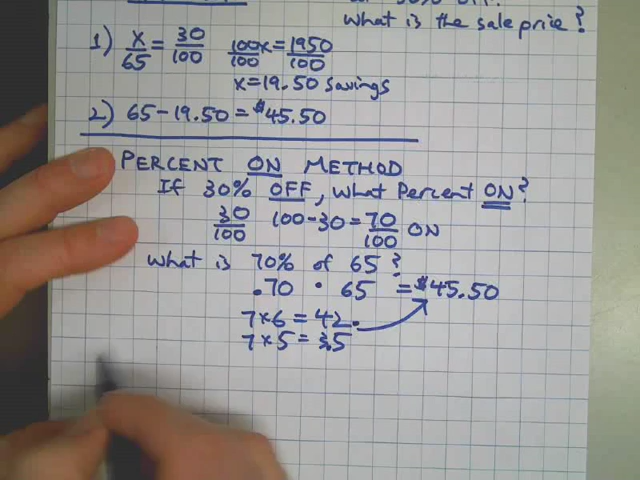 What is the sale price?
1) x/65 = 30/100 100x/100 = 1950/100
x=19.50 savings
2) 65-19.50 = $45.50
PERCENT ON METHOD
If 30% OFF, what Percent ON?
30/100 100-30=70/100 ON
What is 70% of 65?
.70 • 65 = $45.50
7×6 = 42.
7×5 = 3.5